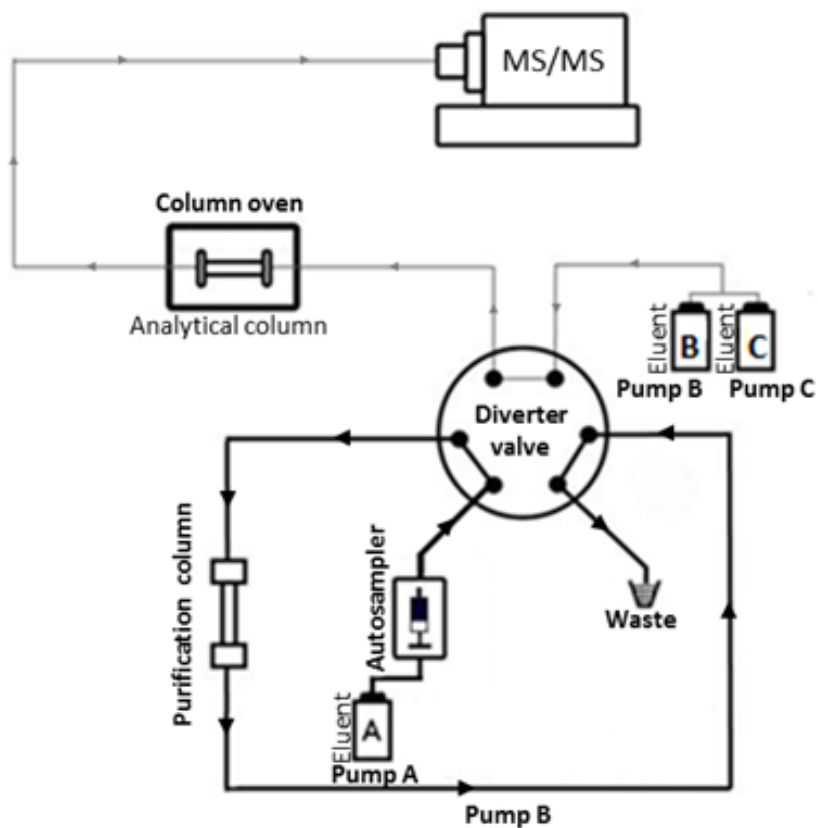 MS/MS
Column oven
Analytical column
Eluent
B
Eluent
C
Pump B
Pump C
Diverter
valve
Purification column
Autosampler
Waste
Eluent
A
Pump A
Pump B